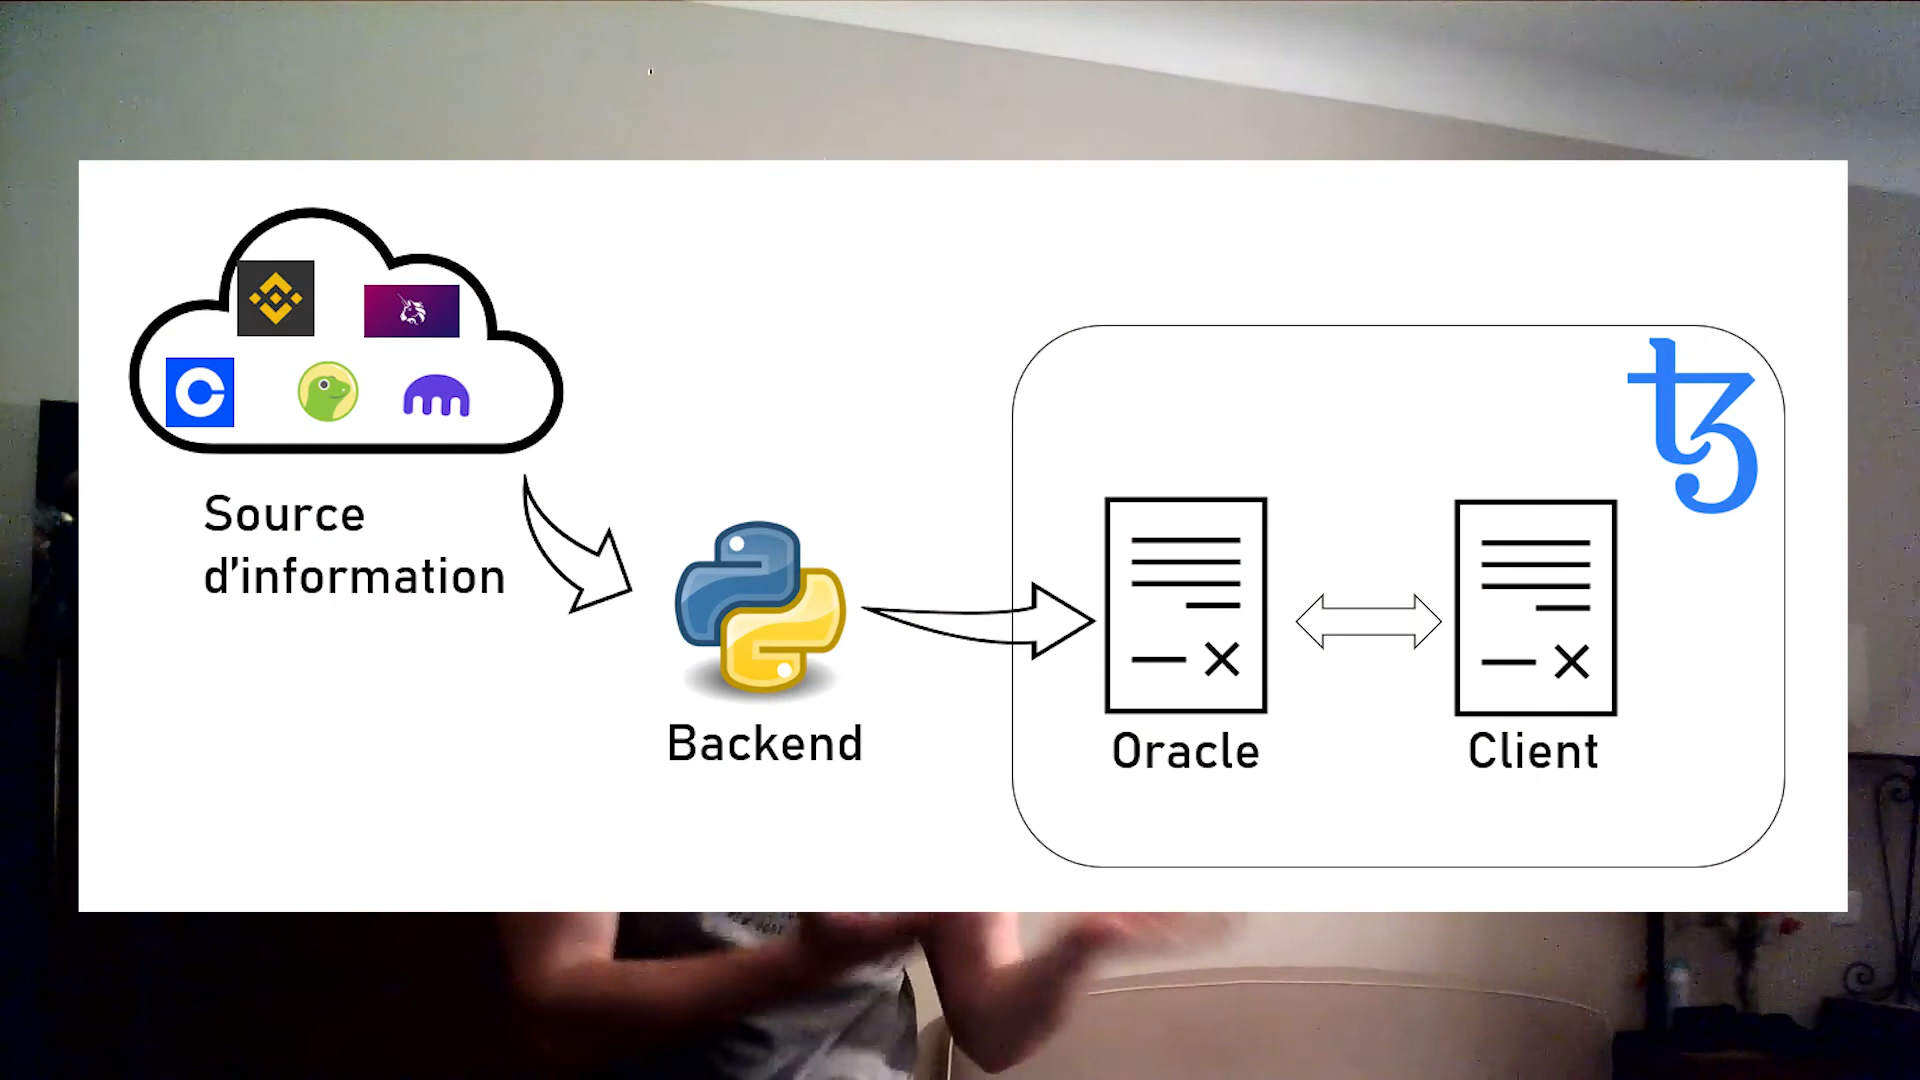 Source
d'information
Backend
Oracle
Client